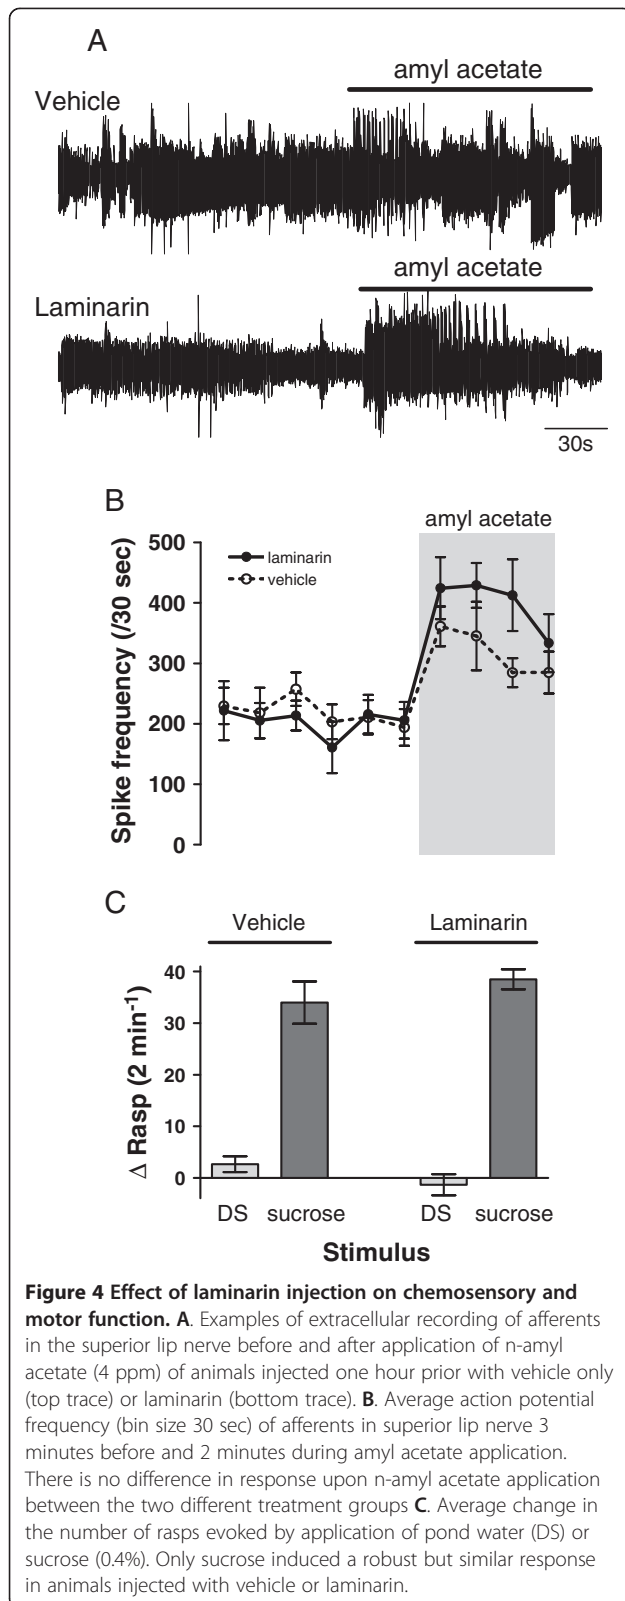 A
amyl acetate
Vehicle
amyl acetate
Laminarin
30s
B
amyl acetate
500
laminarin
vehicle
400
300
200
100
0
Spike frequency (/30 sec)
C
Vehicle Laminarin
40
30
20
10
0
Δ Rasp (2 min⁻¹)
DS sucrose DS sucrose
Stimulus
Figure 4 Effect of laminarin injection on chemosensory and
motor function. A. Examples of extracellular recording of afferents
in the superior lip nerve before and after application of n-amyl
acetate (4 ppm) of animals injected one hour prior with vehicle only
(top trace) or laminarin (bottom trace). B. Average action potential
frequency (bin size 30 sec) of afferents in superior lip nerve 3
minutes before and 2 minutes during amyl acetate application.
There is no difference in response upon n-amyl acetate application
between the two different treatment groups C. Average change in
the number of rasps evoked by application of pond water (DS) or
sucrose (0.4%). Only sucrose induced a robust but similar response
in animals injected with vehicle or laminarin.